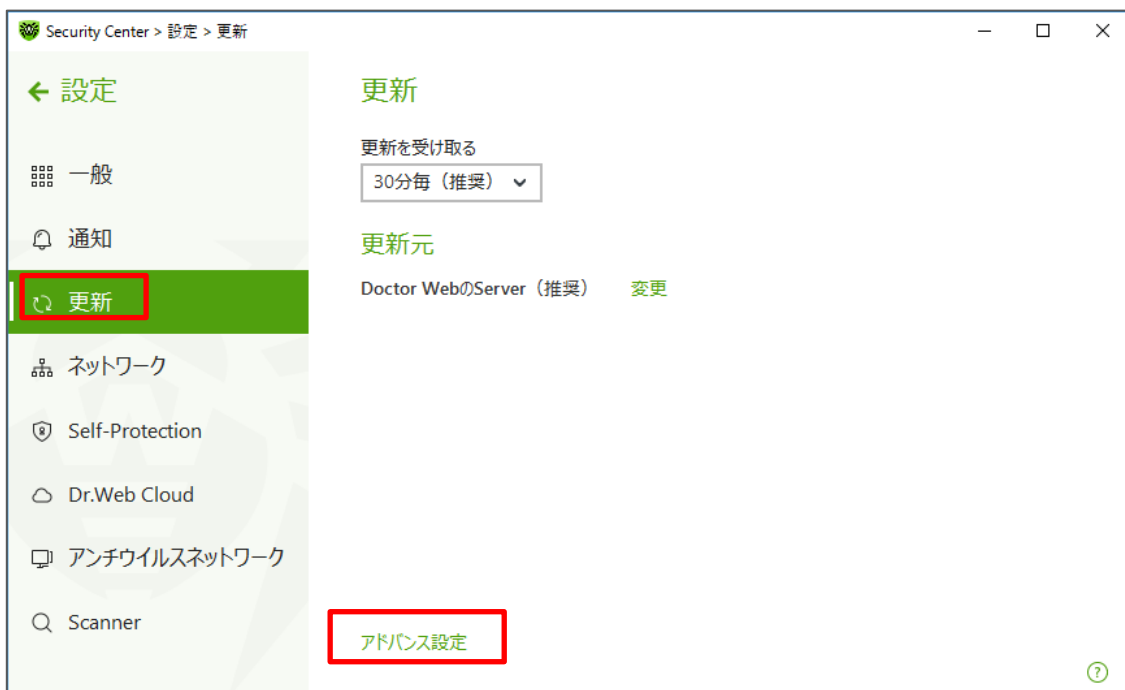 Security Center > 設定 > 更新
設定
一般
通知
更新
ネットワーク
Self-Protection
Dr.Web Cloud
アンチウイルスネットワーク
Scanner
更新
更新を受け取る
30分毎（推奨）
更新元
Doctor WebのServer（推奨） 変更
アドバンス設定
?